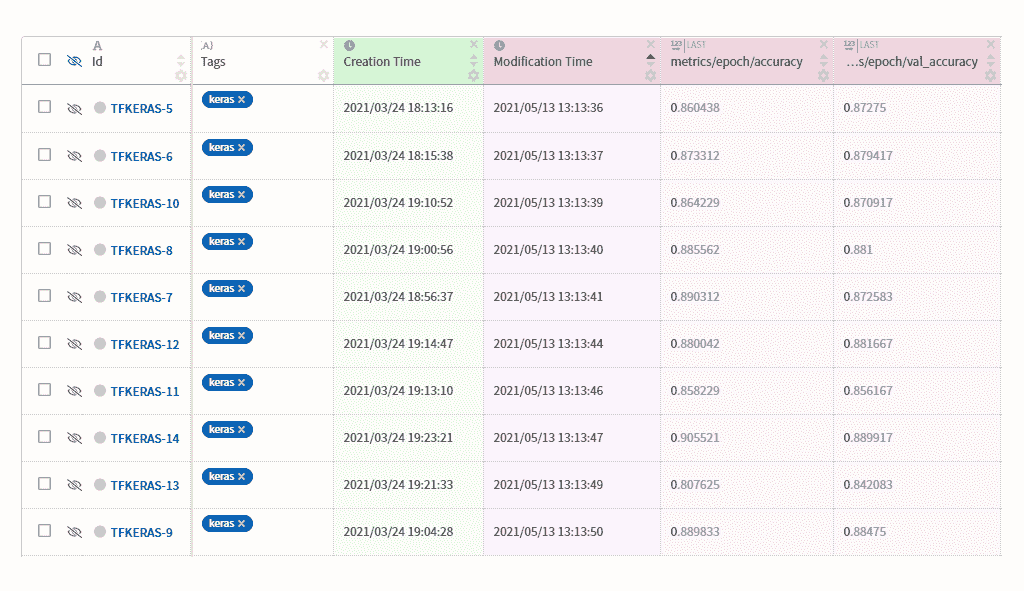 A Id
{A} Tags ×
Creation Time ×
Modification Time ×
123 LAST × metrics/epoch/accuracy
123 LAST × …s/epoch/val_accuracy
TFKERAS-5 keras × 2021/03/24 18:13:16 2021/05/13 13:13:36 0.860438 0.87275
TFKERAS-6 keras × 2021/03/24 18:15:38 2021/05/13 13:13:37 0.873312 0.879417
TFKERAS-10 keras × 2021/03/24 19:10:52 2021/05/13 13:13:39 0.864229 0.870917
TFKERAS-8 keras × 2021/03/24 19:00:56 2021/05/13 13:13:40 0.885562 0.881
TFKERAS-7 keras × 2021/03/24 18:56:37 2021/05/13 13:13:41 0.890312 0.872583
TFKERAS-12 keras × 2021/03/24 19:14:47 2021/05/13 13:13:44 0.880042 0.881667
TFKERAS-11 keras × 2021/03/24 19:13:10 2021/05/13 13:13:46 0.858229 0.856167
TFKERAS-14 keras × 2021/03/24 19:23:21 2021/05/13 13:13:47 0.905521 0.889917
TFKERAS-13 keras × 2021/03/24 19:21:33 2021/05/13 13:13:49 0.807625 0.842083
TFKERAS-9 keras × 2021/03/24 19:04:28 2021/05/13 13:13:50 0.889833 0.88475